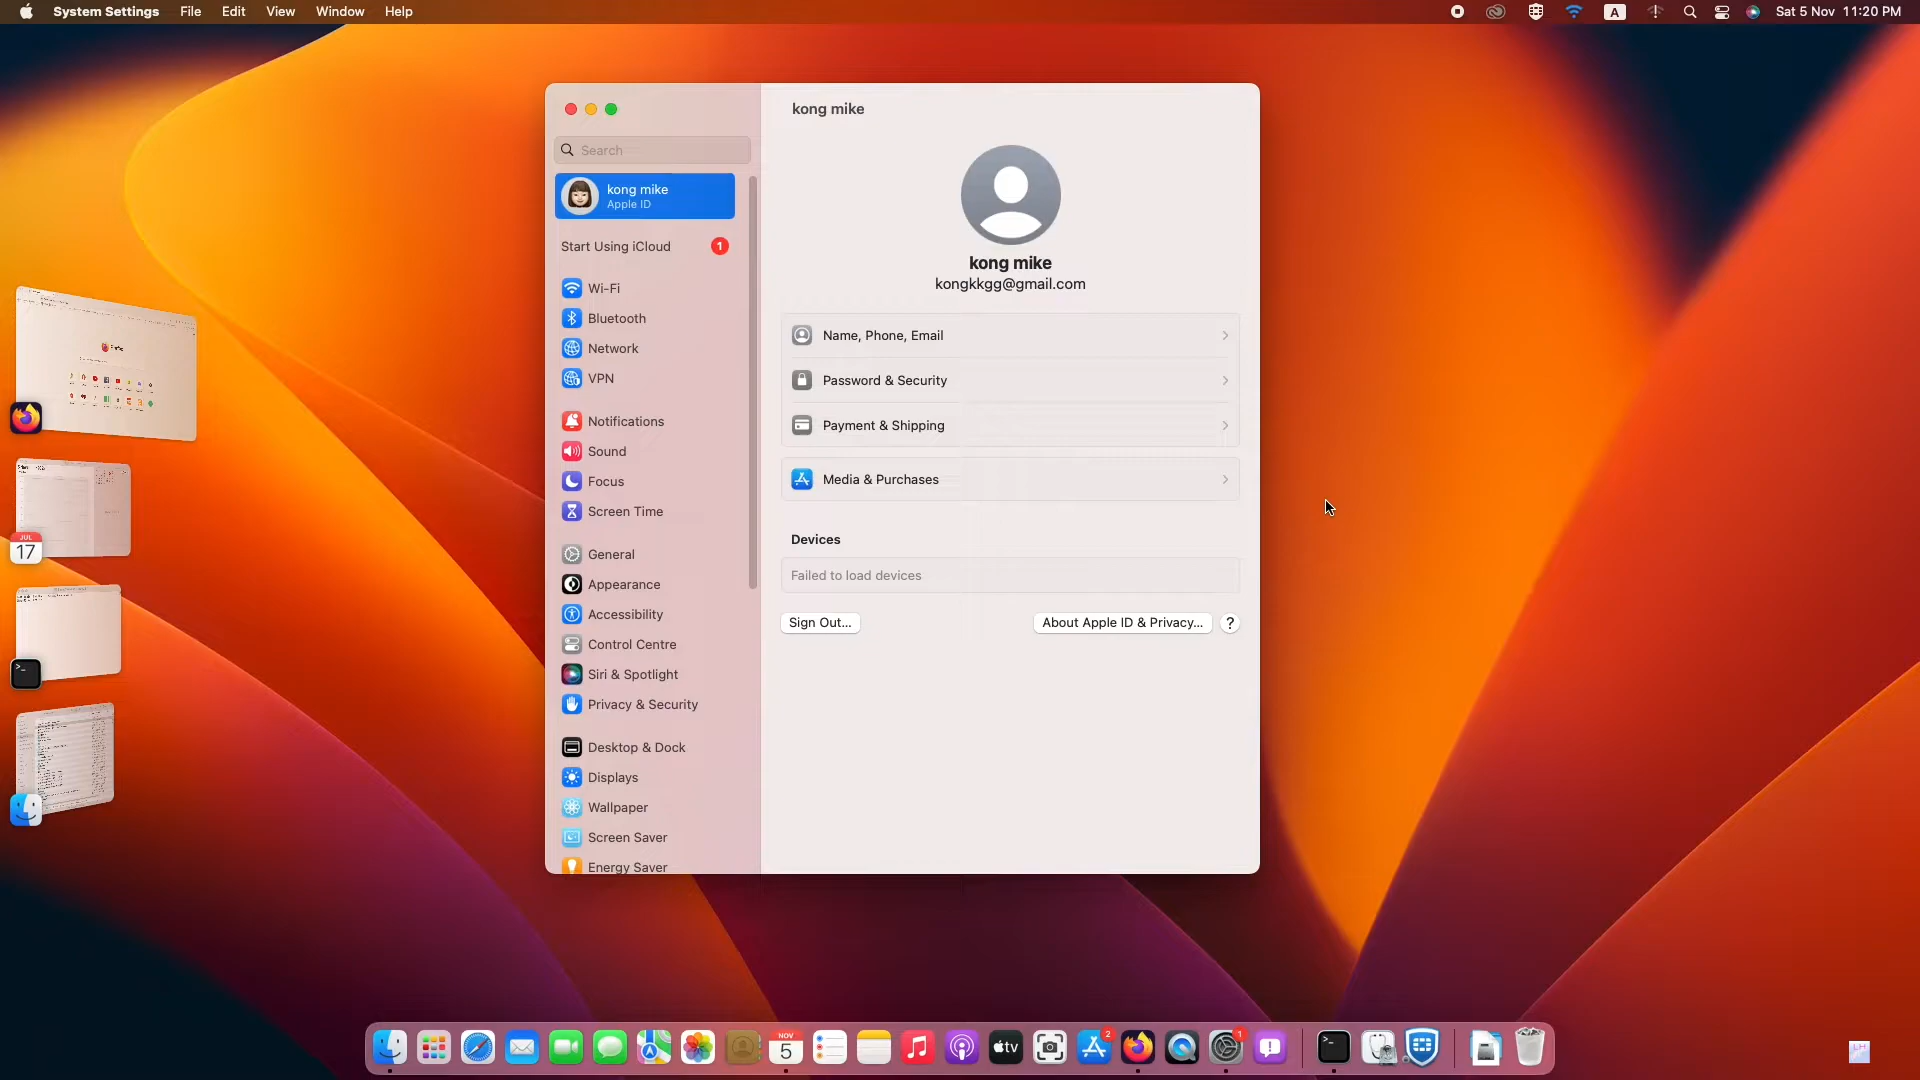 System Settings File Edit View Window Help
A
Sat 5 Nov 11:20 PM
kong mike
Search
kong mike
Apple ID
Start Using iCloud 1
Wi-Fi
Bluetooth
Network
VPN
Notifications
Sound
Focus
Screen Time
General
Appearance
Accessibility
Control Centre
Siri & Spotlight
Privacy & Security
Desktop & Dock
Displays
Wallpaper
Screen Saver
Energy Saver
kong mike
kongkkgg@gmail.com
Name, Phone, Email
Password & Security
Payment & Shipping
Media & Purchases
Devices
Failed to load devices
Sign Out...
About Apple ID & Privacy...
?
JUL
17
>_
NOV
5
tv
2
1
>_
LH